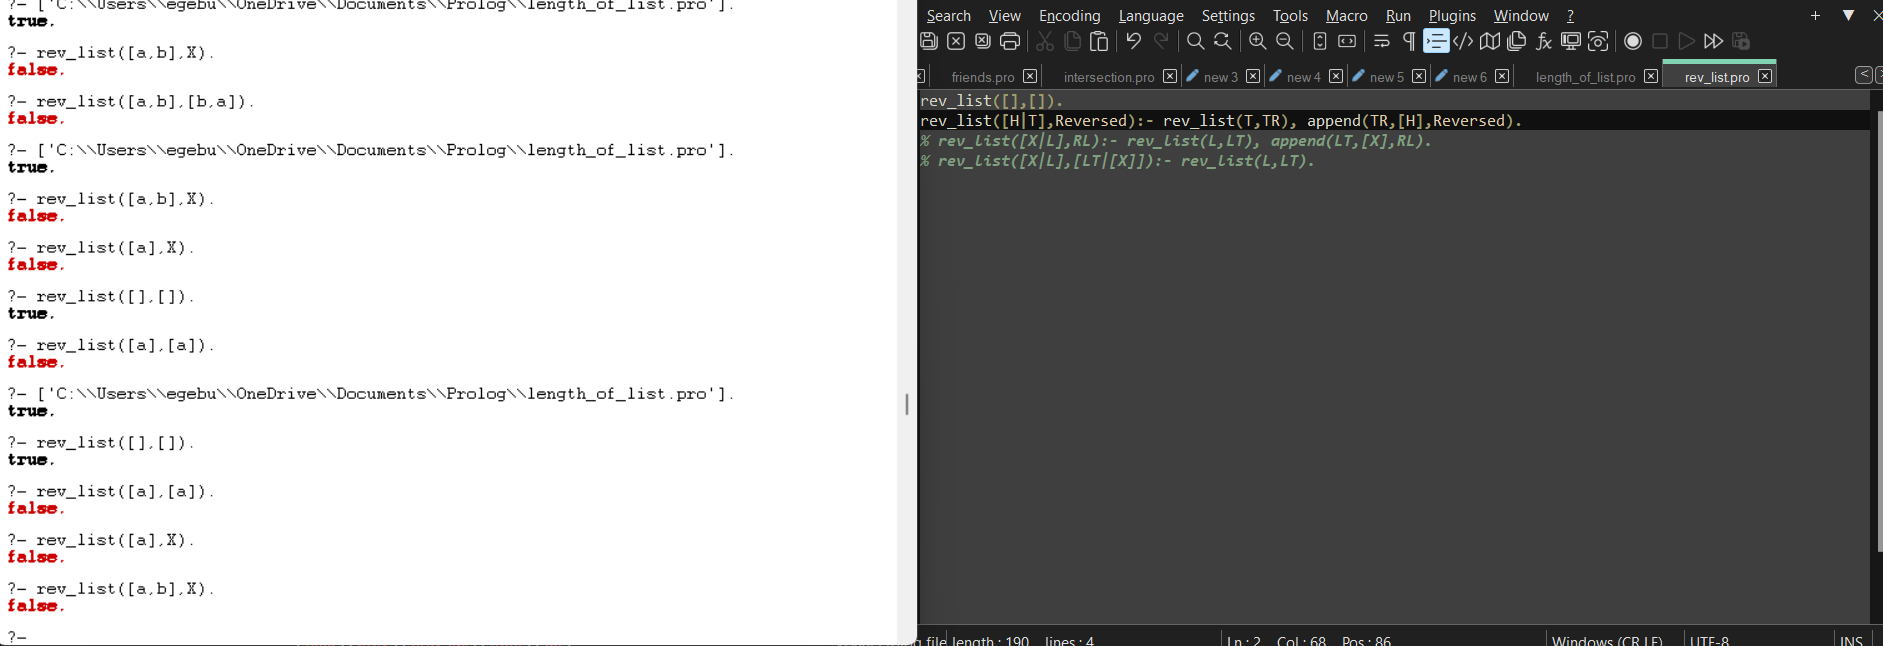 ?- ['C:\\Users\\egebu\\OneDrive\\Documents\\Prolog\\length_of_list.pro'].
true.
?- rev_list([a,b],X).
false.
?- rev_list([a,b],[b,a]).
false.
?- ['C:\\Users\\egebu\\OneDrive\\Documents\\Prolog\\length_of_list.pro'].
true.
?- rev_list([a,b],X).
false.
?- rev_list([a],X).
false.
?- rev_list([],[]).
true.
?- rev_list([a],[a]).
false.
?- ['C:\\Users\\egebu\\OneDrive\\Documents\\Prolog\\length_of_list.pro'].
true.
?- rev_list([],[]).
true.
?- rev_list([a],[a]).
false.
?- rev_list([a],X).
false.
?- rev_list([a,b],X).
false.
?-
Search View Encoding Language Settings Tools Macro Run Plugins Window ?
friends.pro intersection.pro new 3 new 4 new 5 new 6 length_of_list.pro rev_list.pro
rev_list([],[]).
rev_list([H|T],Reversed):- rev_list(T,TR), append(TR,[H],Reversed).
% rev_list([X|L],RL):- rev_list(L,LT), append(LT,[X],RL).
% rev_list([X|L],[LT|[X]]):- rev_list(L,LT).
file length : 190 lines : 4 Ln : 2 Col : 68 Pos : 86 Windows (CR LF) UTF-8 INS